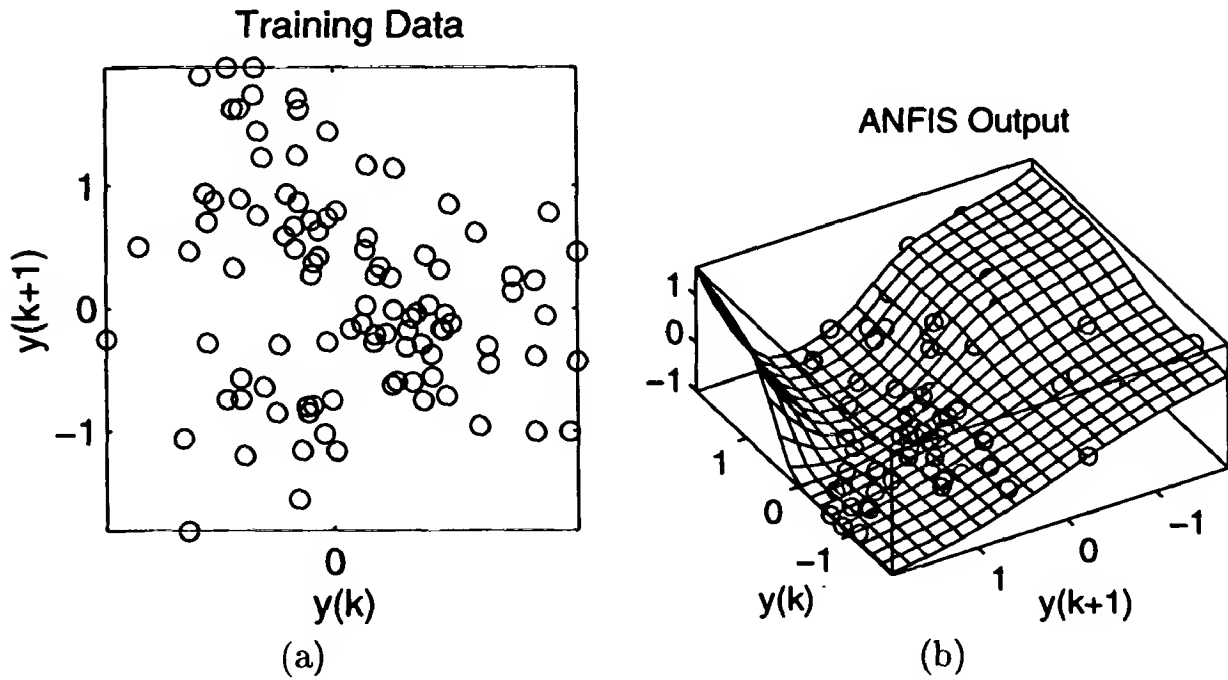 Training Data
1
0
−1
y(k+1)
0
y(k)
(a)
ANFIS Output
1
0
−1
1
0
−1
y(k)
1
0
−1
y(k+1)
(b)